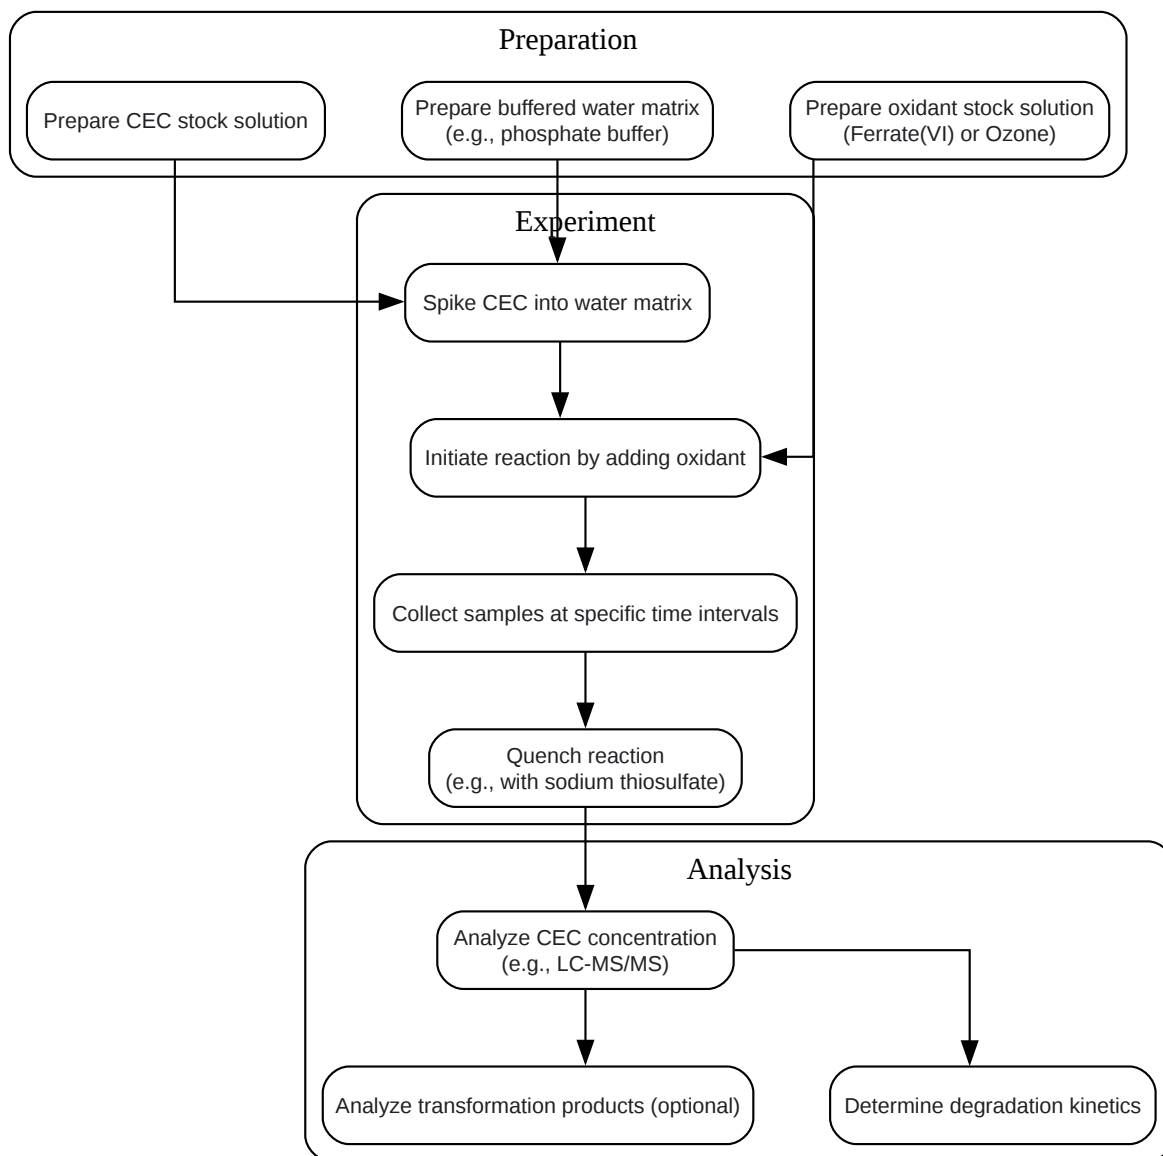 Preparation
Prepare CEC stock solution
Prepare buffered water matrix
(e.g., phosphate buffer)
Prepare oxidant stock solution
(Ferrate(VI) or Ozone)
Experiment
Spike CEC into water matrix
Initiate reaction by adding oxidant
Collect samples at specific time intervals
Quench reaction
(e.g., with sodium thiosulfate)
Analysis
Analyze CEC concentration
(e.g., LC-MS/MS)
Analyze transformation products (optional)
Determine degradation kinetics